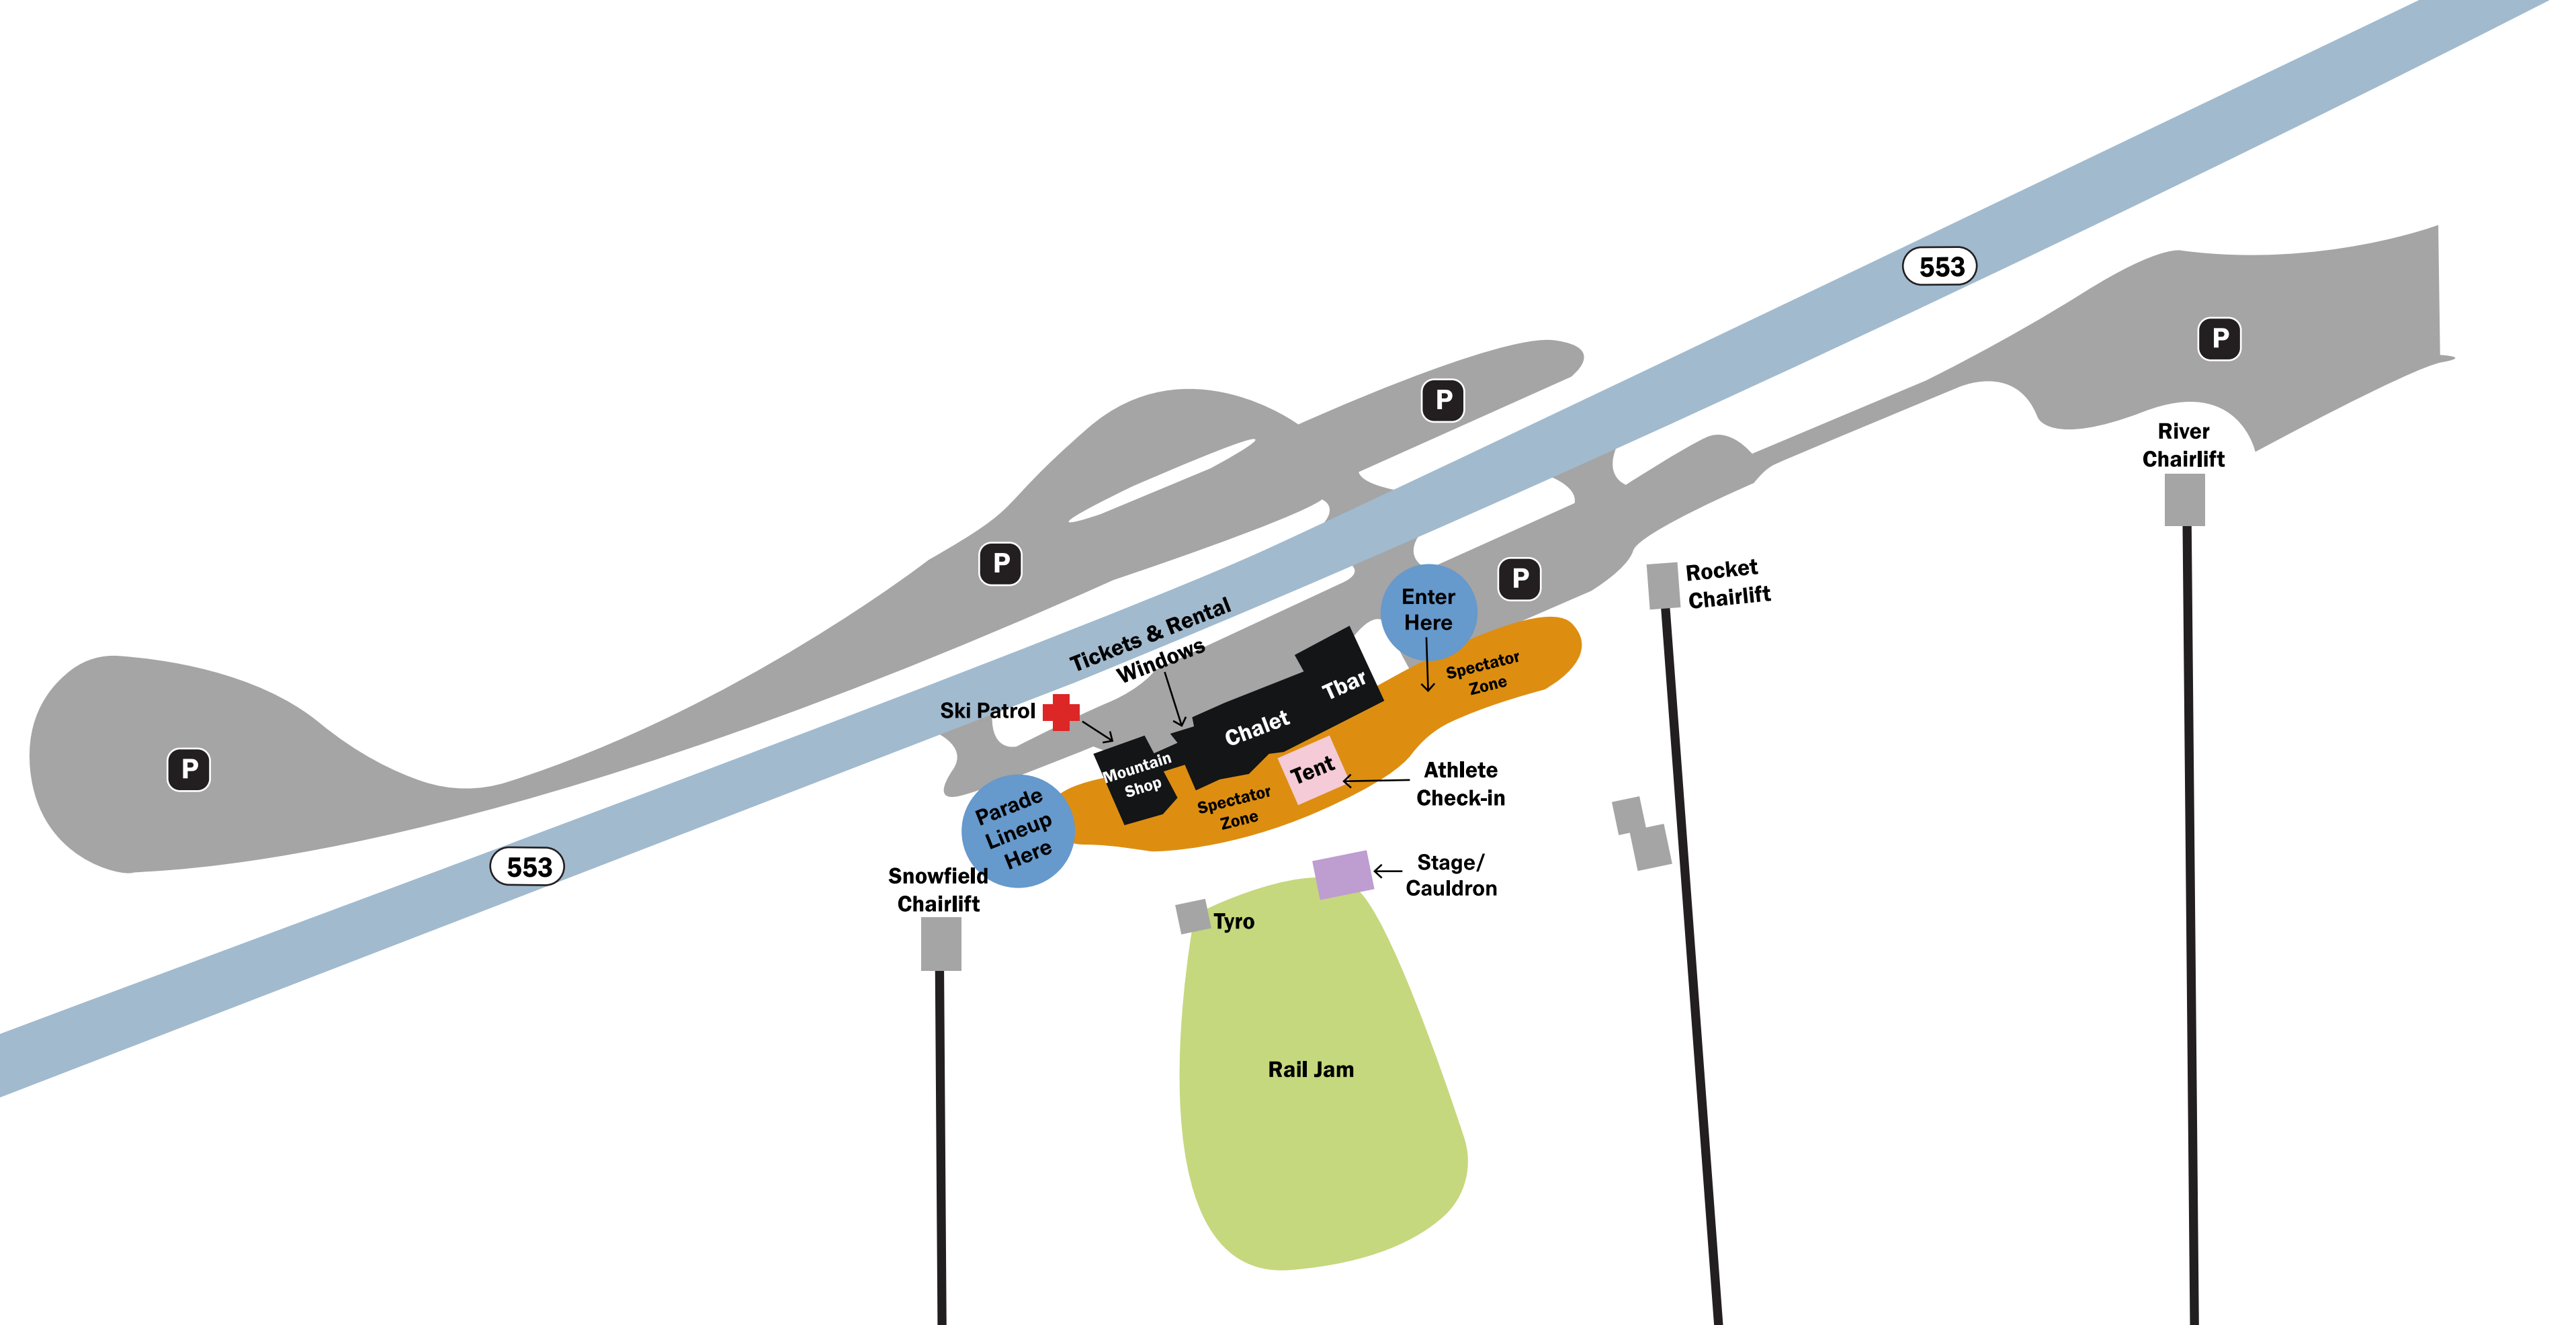 553
P
P
River
Chairlift
P
P
Rocket
Chairlift
Enter
Here
Tickets & Rental
Windows
Spectator
Zone
Ski Patrol
Tbar
Chalet
Mountain
Shop
Tent
P
Athlete
Check-in
Spectator
Zone
Parade
Lineup
Here
553
Snowfield
Chairlift
Stage/
Cauldron
Tyro
Rail Jam